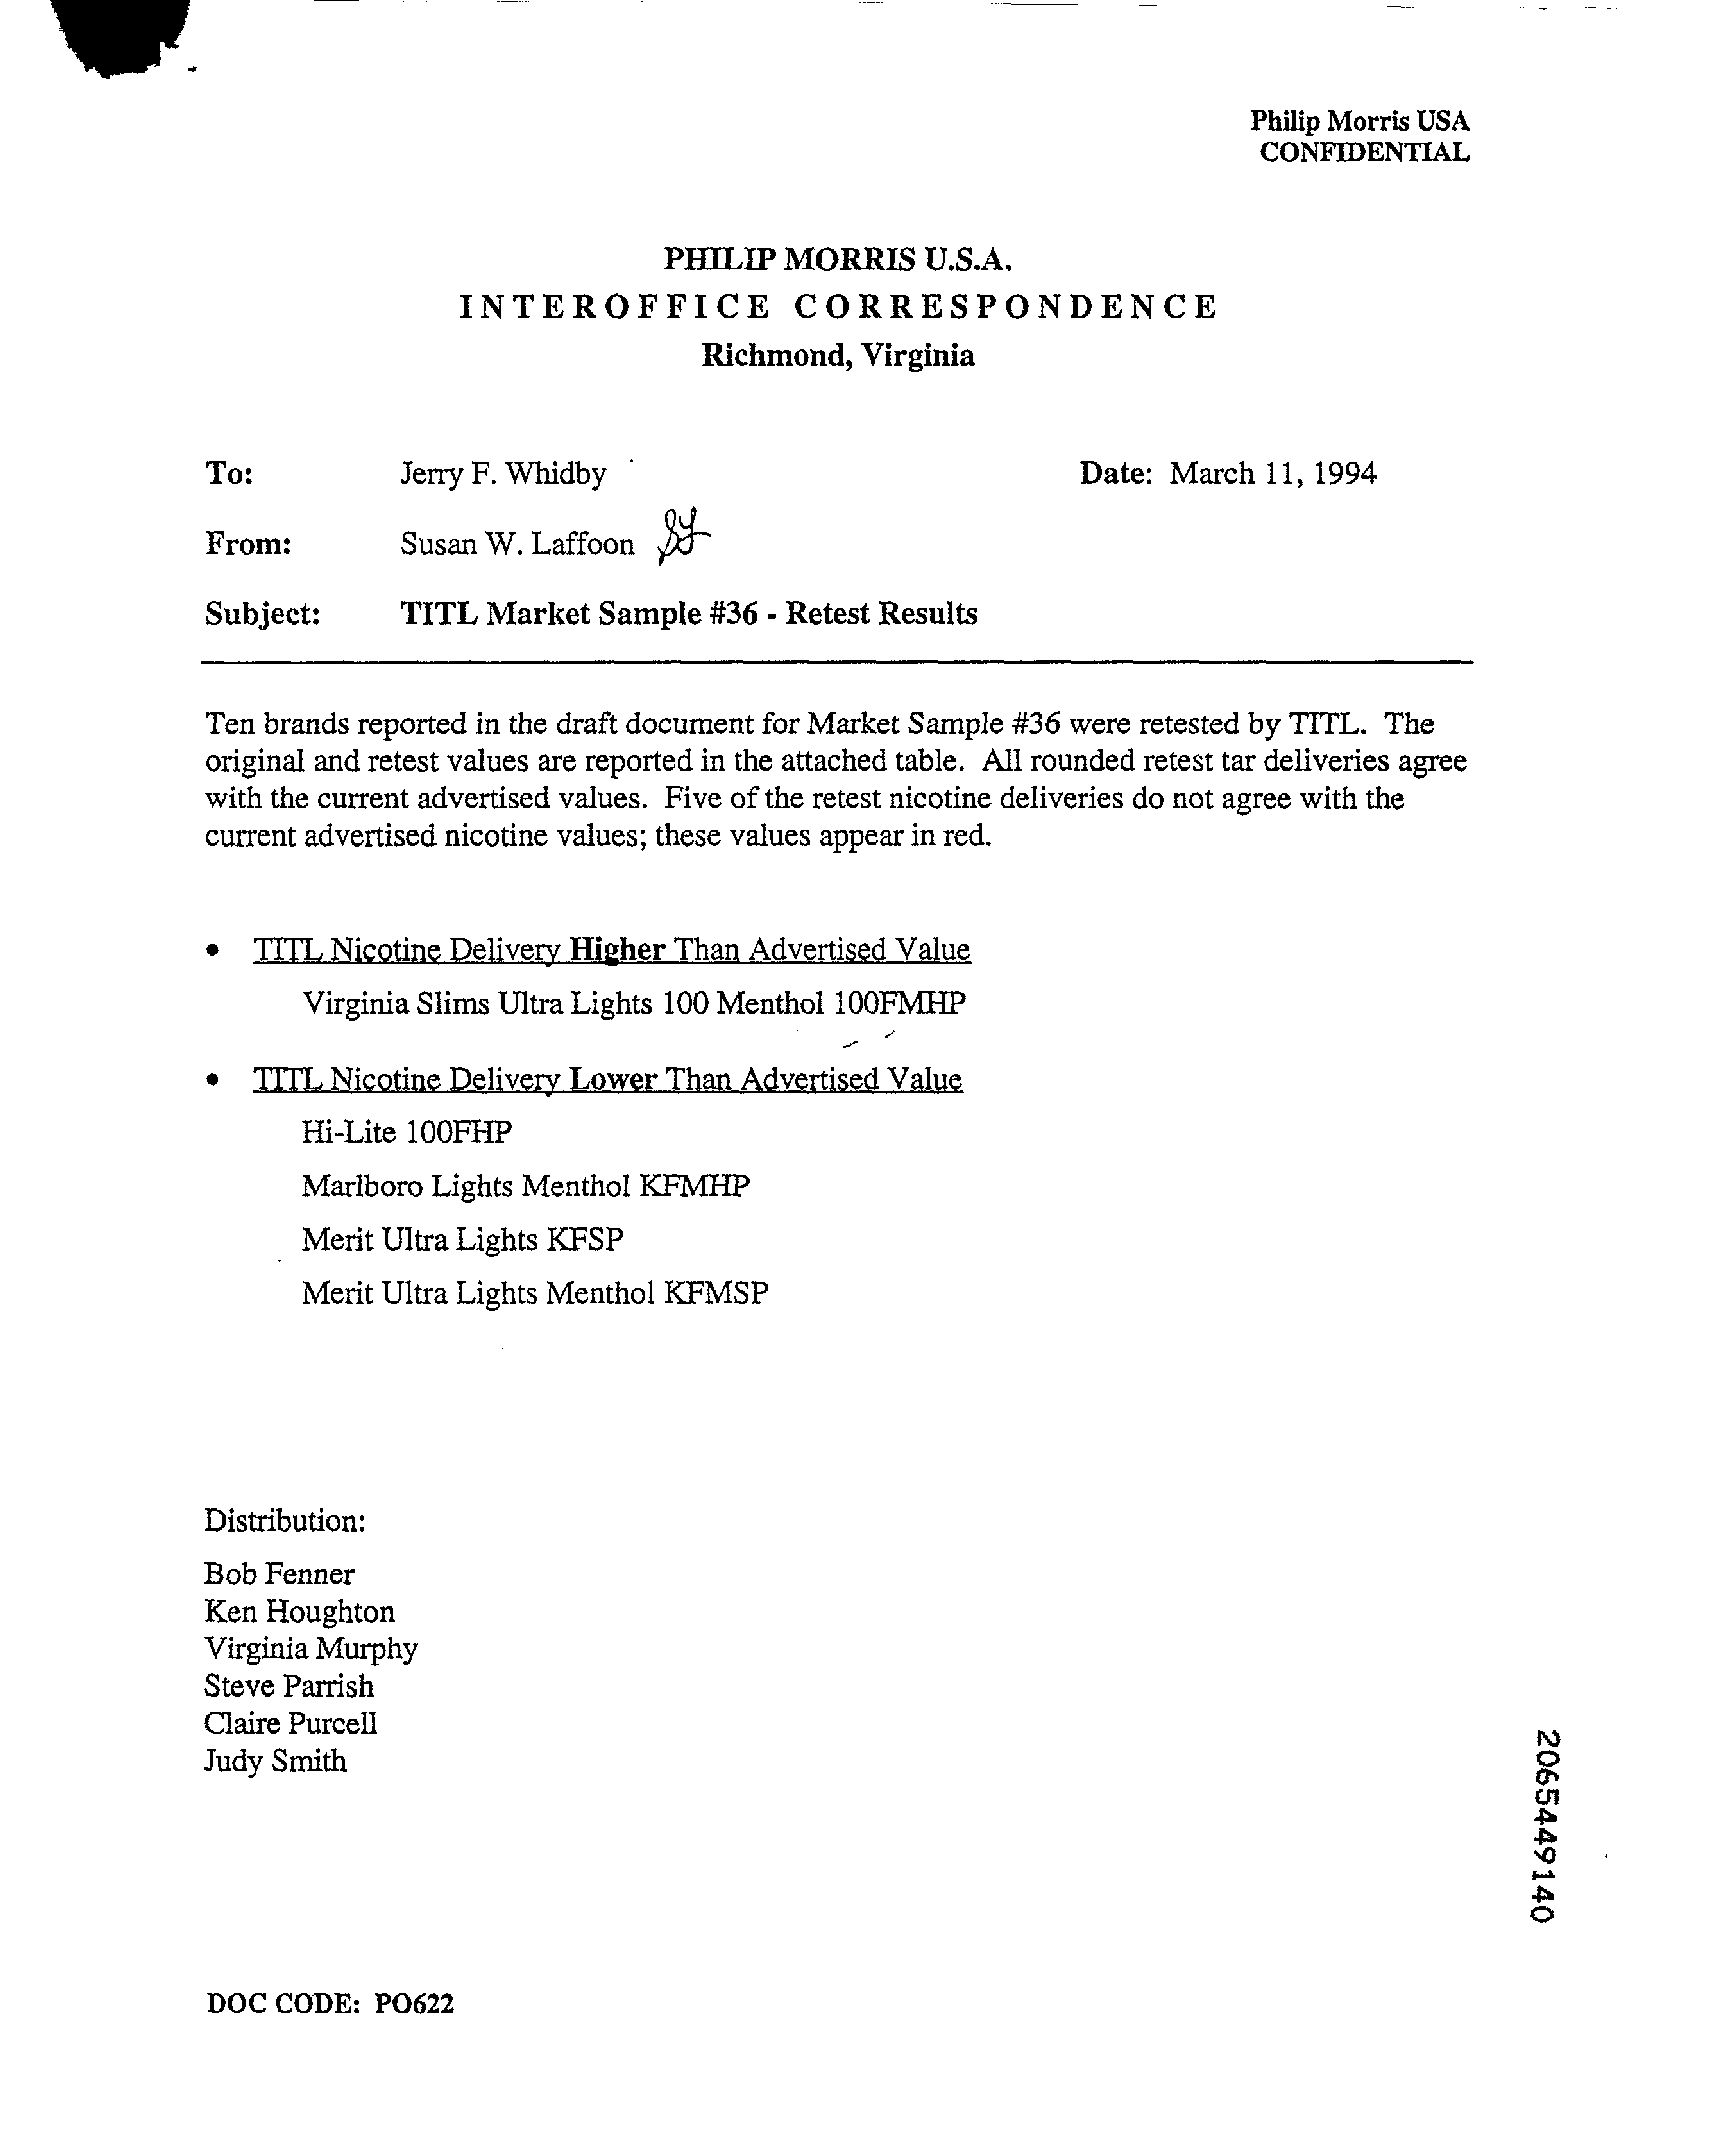 Philip Morris USA
CONFIDENTIAL
PHILIP MORRIS U.S.A.
INTEROFFICE CORRESPONDENCE
Richmond, Virginia
To: Jerry F. Whidby Date: March 11, 1994
From: Susan W. Laffoon
Subject: TITL Market Sample #36 - Retest Results
Ten brands reported in the draft document for Market Sample #36 were retested by TITL. The
original and retest values are reported in the attached table. All rounded retest tar deliveries agree
with the current advertised values. Five of the retest nicotine deliveries do not agree with the
current advertised nicotine values; these values appear in red.
• TITL Nicotine Delivery Higher Than Advertised Value
Virginia Slims Ultra Lights 100 Menthol 100FMHP
• TITL Nicotine Delivery Lower Than Advertised Value
Hi-Lite 100FHP
Marlboro Lights Menthol KFMHP
Merit Ultra Lights KFSP
Merit Ultra Lights Menthol KFMSP
Distribution:
Bob Fenner
Ken Houghton
Virginia Murphy
Steve Parrish
Claire Purcell
Judy Smith
2065449140
DOC CODE: PO622